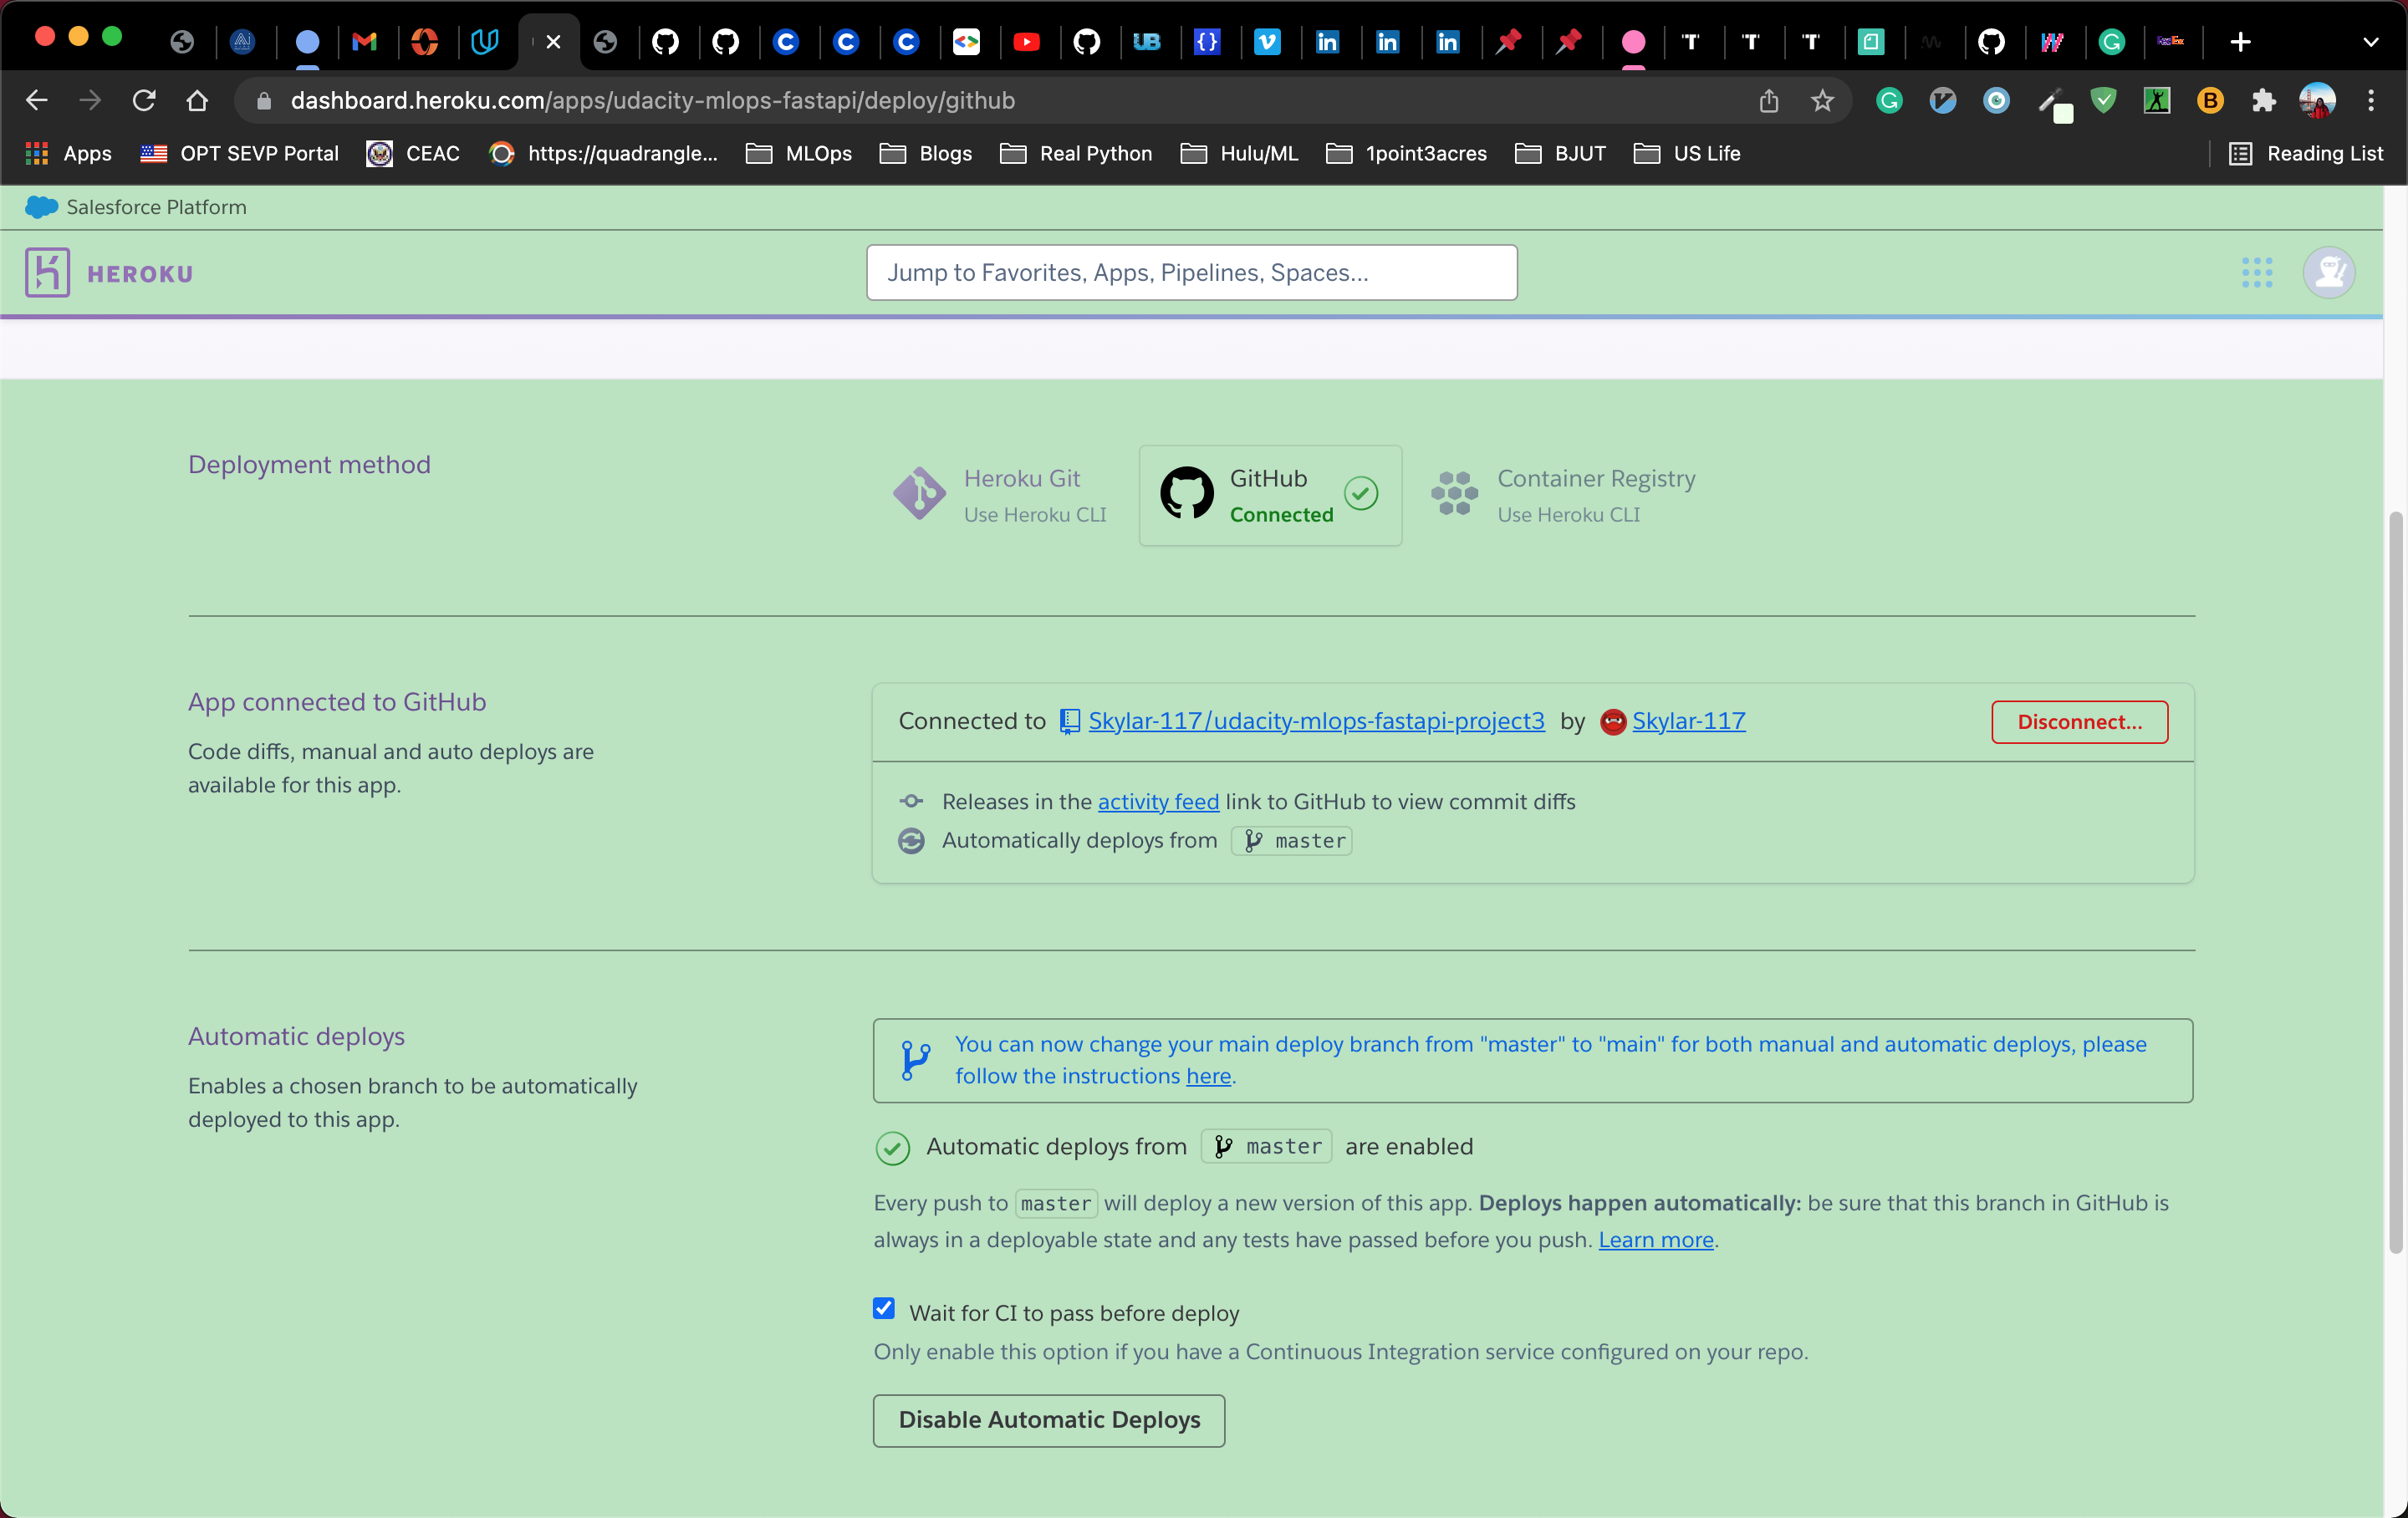 dashboard.heroku.com/apps/udacity-mlops-fastapi/deploy/github
Apps OPT SEVP Portal CEAC https://quadrangle... MLOps Blogs Real Python Hulu/ML 1point3acres BJUT US Life Reading List
Salesforce Platform
HEROKU
Jump to Favorites, Apps, Pipelines, Spaces...
Deployment method
Heroku Git
Use Heroku CLI
GitHub
Connected
Container Registry
Use Heroku CLI
App connected to GitHub
Code diffs, manual and auto deploys are
available for this app.
Connected to Skylar-117/udacity-mlops-fastapi-project3 by Skylar-117
Disconnect...
Releases in the activity feed link to GitHub to view commit diffs
Automatically deploys from master
Automatic deploys
Enables a chosen branch to be automatically
deployed to this app.
You can now change your main deploy branch from "master" to "main" for both manual and automatic deploys, please
follow the instructions here.
Automatic deploys from master are enabled
Every push to master will deploy a new version of this app. Deploys happen automatically: be sure that this branch in GitHub is
always in a deployable state and any tests have passed before you push. Learn more.
Wait for CI to pass before deploy
Only enable this option if you have a Continuous Integration service configured on your repo.
Disable Automatic Deploys